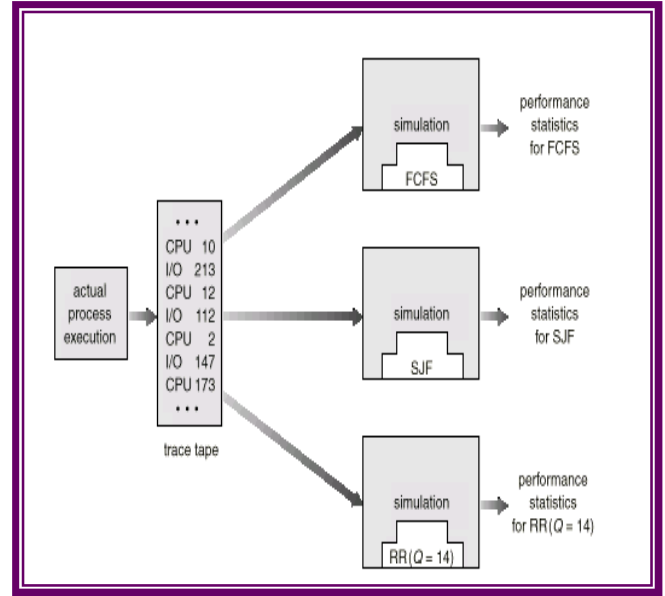 actual
process
execution
• • •
CPU 10
I/O 213
CPU 12
I/O 112
CPU 2
I/O 147
CPU 173
• • •
trace tape
simulation
FCFS
performance
statistics
for FCFS
simulation
SJF
performance
statistics
for SJF
simulation
RR(Q = 14)
performance
statistics
for RR(Q = 14)